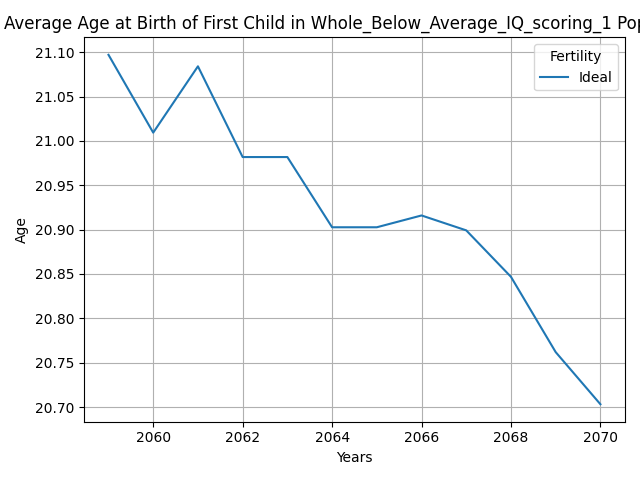 Average Age at Birth of First Child in Whole_Below_Average_IQ_scoring_1
Fertility
Ideal
21.10
21.05
21.00
20.95
20.90
20.85
20.80
20.75
20.70
Age
2060 2062 2064 2066 2068 2070
Years